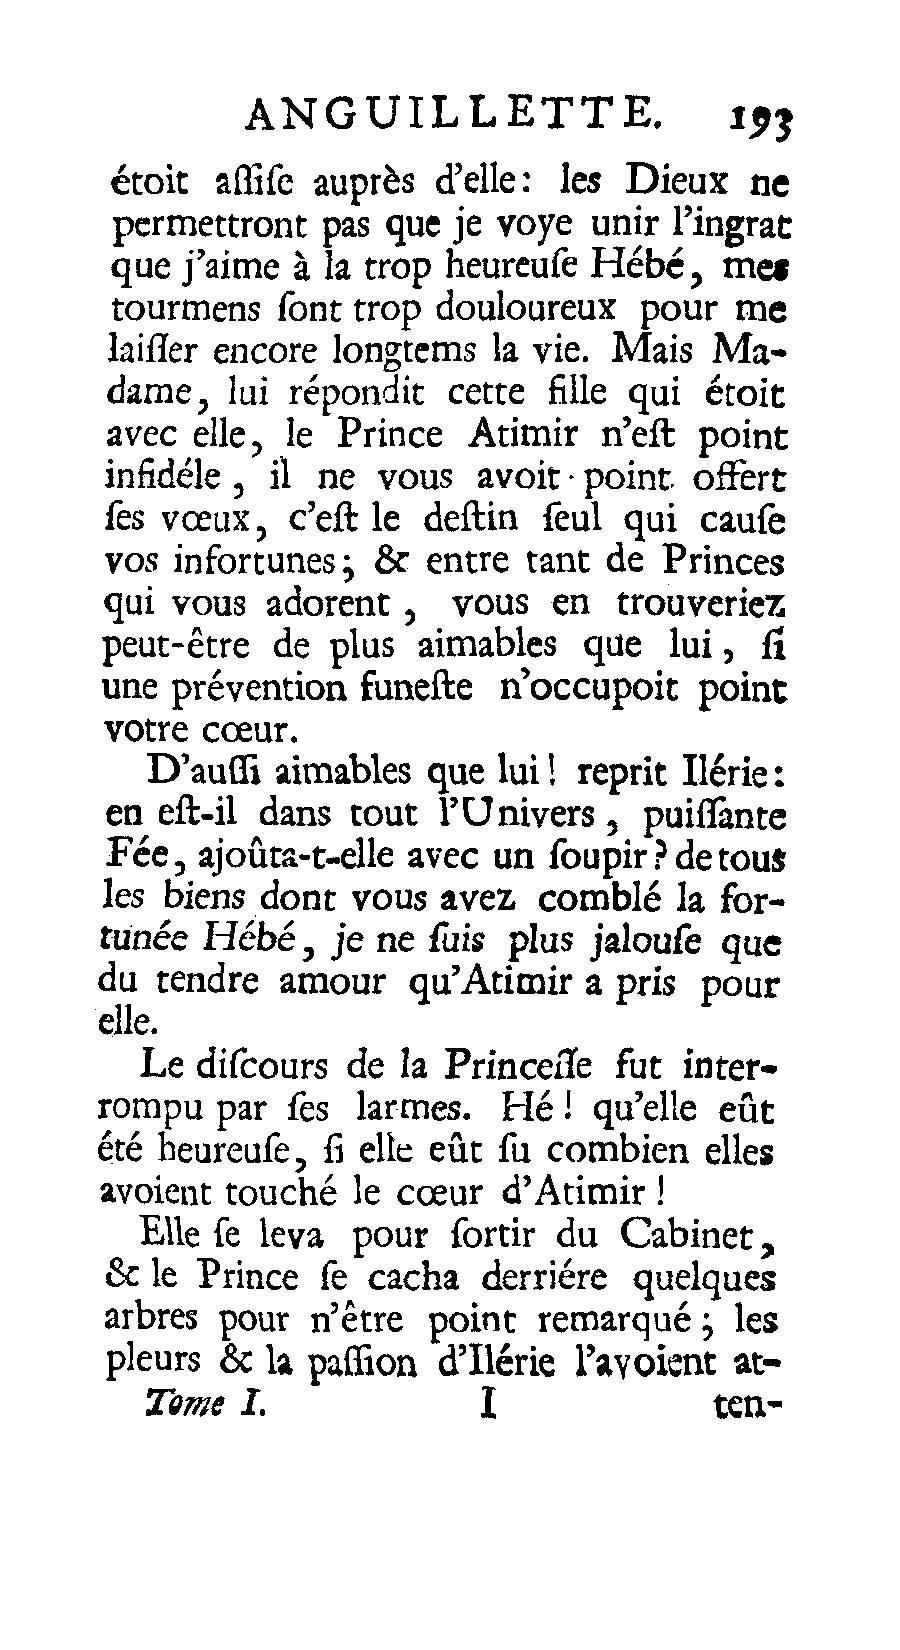 ANGUILLETTE. 193
étoit aſſiſe auprès d'elle: les Dieux ne
permettront pas que je voye unir l'ingrat
que j'aime à la trop heureuſe Hébé, mes
tourmens ſont trop douloureux pour me
laiſſer encore longtems la vie. Mais Ma-
dame, lui répondit cette fille qui étoit
avec elle, le Prince Atimir n'eſt point
infidéle, il ne vous avoit point offert
ſes vœux, c'eſt le deſtin ſeul qui cauſe
vos infortunes; & entre tant de Princes
qui vous adorent, vous en trouveriez
peut-être de plus aimables que lui, ſi
une prévention funeſte n'occupoit point
votre cœur.
D'auſſi aimables que lui! reprit Ilérie:
en eſt-il dans tout l'Univers, puiſſante
Fée, ajoûta-t-elle avec un ſoupir? de tous
les biens dont vous avez comblé la for-
tunée Hébé, je ne ſuis plus jalouſe que
du tendre amour qu'Atimir a pris pour
elle.
Le diſcours de la Princeſſe fut inter-
rompu par ſes larmes. Hé! qu'elle eût
été heureuſe, ſi elle eût ſu combien elles
avoient touché le cœur d'Atimir!
Elle ſe leva pour ſortir du Cabinet,
& le Prince ſe cacha derriére quelques
arbres pour n'être point remarqué; les
pleurs & la paſſion d'Ilérie l'avoient at-
Tome I. I ten-